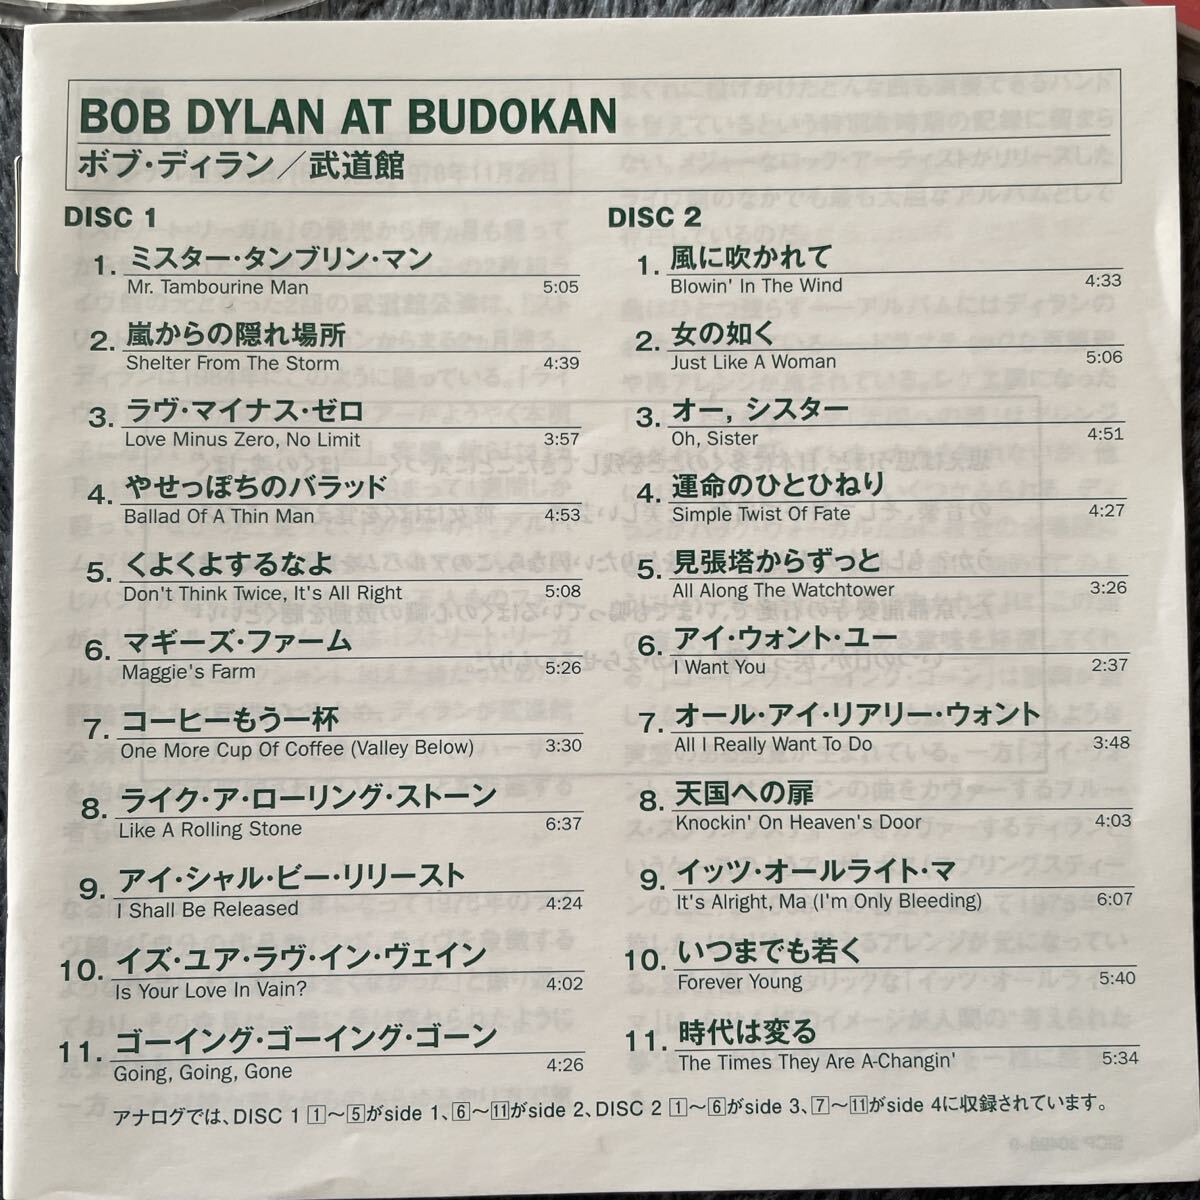 BOB DYLAN AT BUDOKAN
ボブ・ディラン／武道館
DISC 1
1. ミスター・タンブリン・マン
Mr. Tambourine Man 5:05
2. 嵐からの隠れ場所
Shelter From The Storm 4:39
3. ラヴ・マイナス・ゼロ
Love Minus Zero, No Limit 3:57
4. やせっぽちのバラッド
Ballad Of A Thin Man 4:53
5. くよくよするなよ
Don't Think Twice, It's All Right 5:08
6. マギーズ・ファーム
Maggie's Farm 5:26
7. コーヒーもう一杯
One More Cup Of Coffee (Valley Below) 3:30
8. ライク・ア・ローリング・ストーン
Like A Rolling Stone 6:37
9. アイ・シャル・ビー・リリースト
I Shall Be Released 4:24
10. イズ・ユア・ラヴ・イン・ヴェイン
Is Your Love In Vain? 4:02
11. ゴーイング・ゴーイング・ゴーン
Going, Going, Gone 4:26
DISC 2
1. 風に吹かれて
Blowin' In The Wind 4:33
2. 女の如く
Just Like A Woman 5:06
3. オー, シスター
Oh, Sister 4:51
4. 運命のひとひねり
Simple Twist Of Fate 4:27
5. 見張塔からずっと
All Along The Watchtower 3:26
6. アイ・ウォント・ユー
I Want You 2:37
7. オール・アイ・リアリー・ウォント
All I Really Want To Do 3:48
8. 天国への扉
Knockin' On Heaven's Door 4:03
9. イッツ・オールライト・マ
It's Alright, Ma (I'm Only Bleeding) 6:07
10. いつまでも若く
Forever Young 5:40
11. 時代は変る
The Times They Are A-Changin' 5:34
アナログでは、DISC 1 1～5がside 1、6～11がside 2、DISC 2 1～6がside 3、7～11がside 4に収録されています。